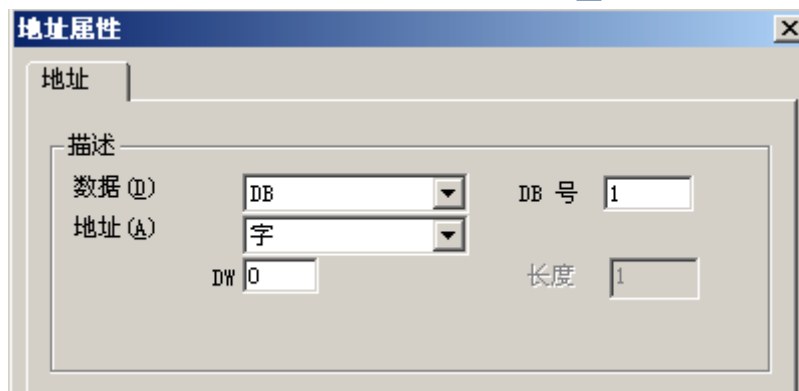 地址属性
地址
描述
数据(D) DB DB 号 1
地址(A) 字
DW 0 长度 1